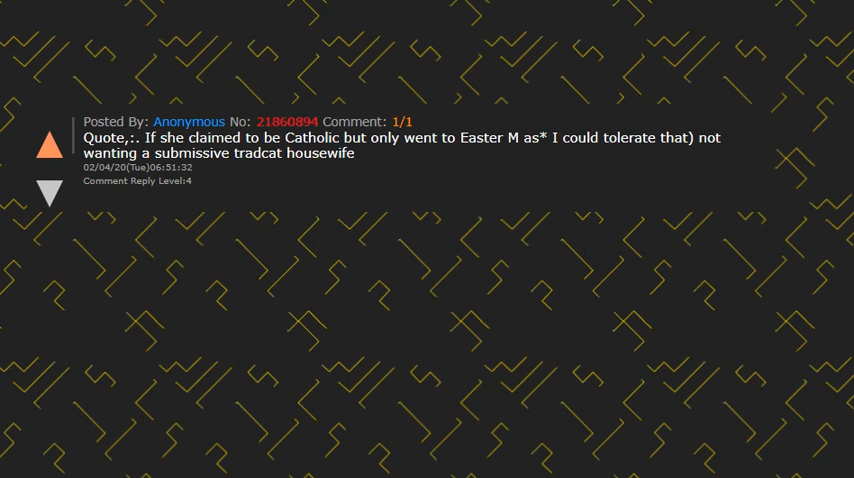 Posted By: Anonymous No: 21860894 Comment: 1/1
Quote,:. If she claimed to be Catholic but only went to Easter M as* I could tolerate that) not
wanting a submissive tradcat housewife
02/04/20(Tue)06:51:32
Comment Reply Level:4